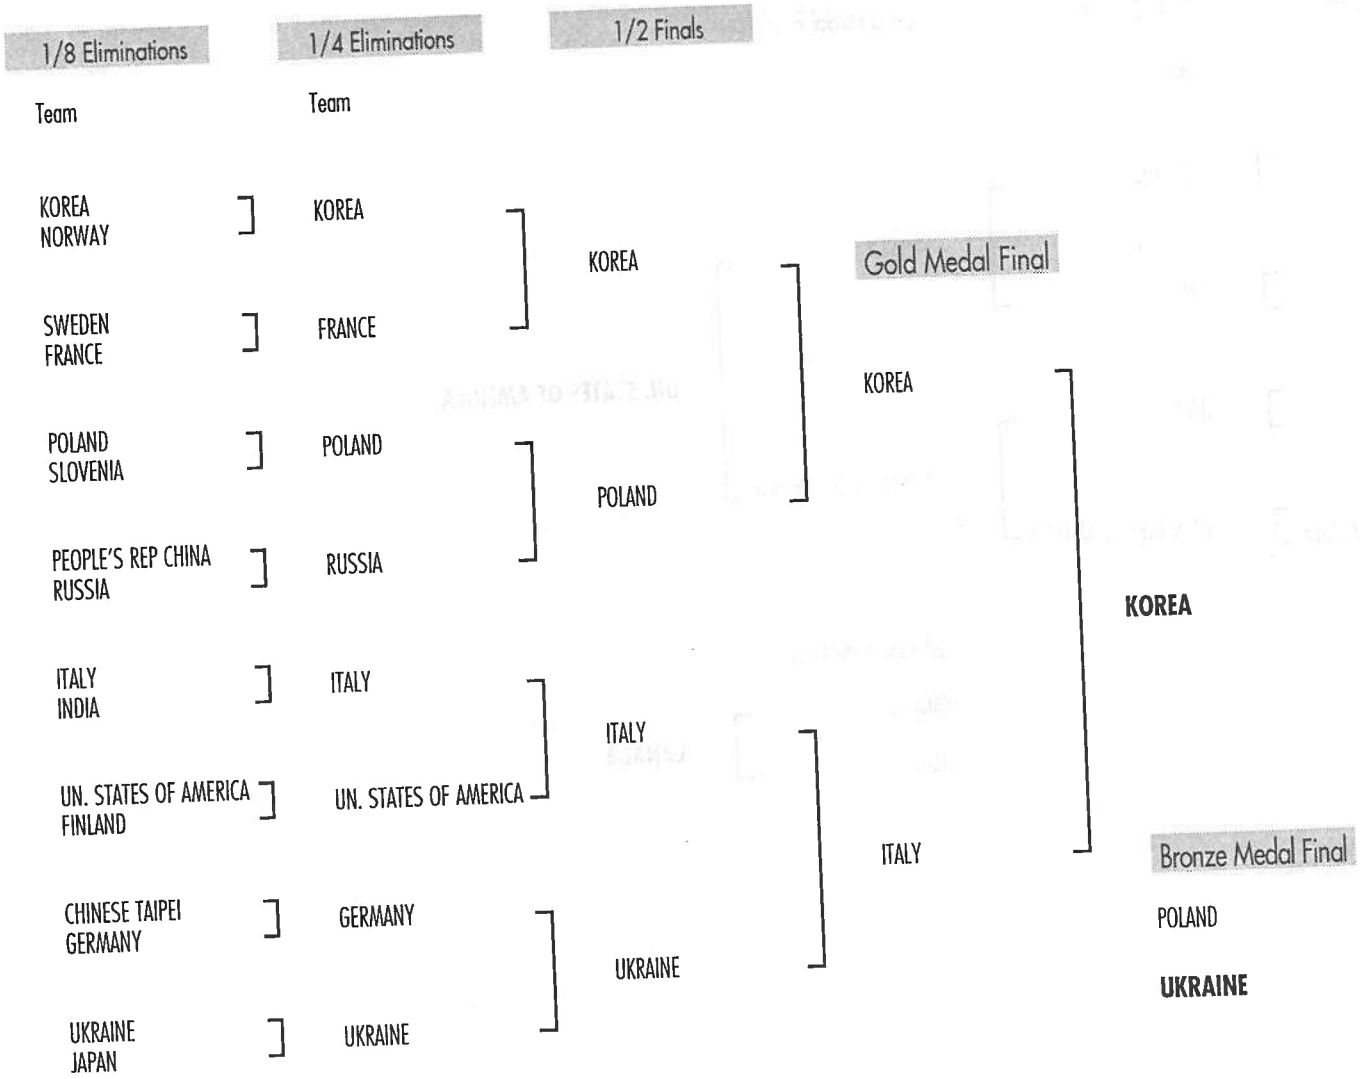 1/8 Eliminations
1/4 Eliminations
1/2 Finals
Team
Team
KOREA
NORWAY
KOREA
KOREA
Gold Medal Final
SWEDEN
FRANCE
FRANCE
KOREA
POLAND
SLOVENIA
POLAND
POLAND
PEOPLE'S REP CHINA
RUSSIA
RUSSIA
KOREA
ITALY
INDIA
ITALY
ITALY
UN. STATES OF AMERICA
FINLAND
UN. STATES OF AMERICA
ITALY
Bronze Medal Final
CHINESE TAIPEI
GERMANY
GERMANY
POLAND
UKRAINE
UKRAINE
UKRAINE
JAPAN
UKRAINE